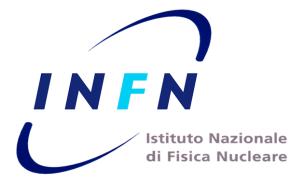 INFN
Istituto Nazionale
di Fisica Nucleare